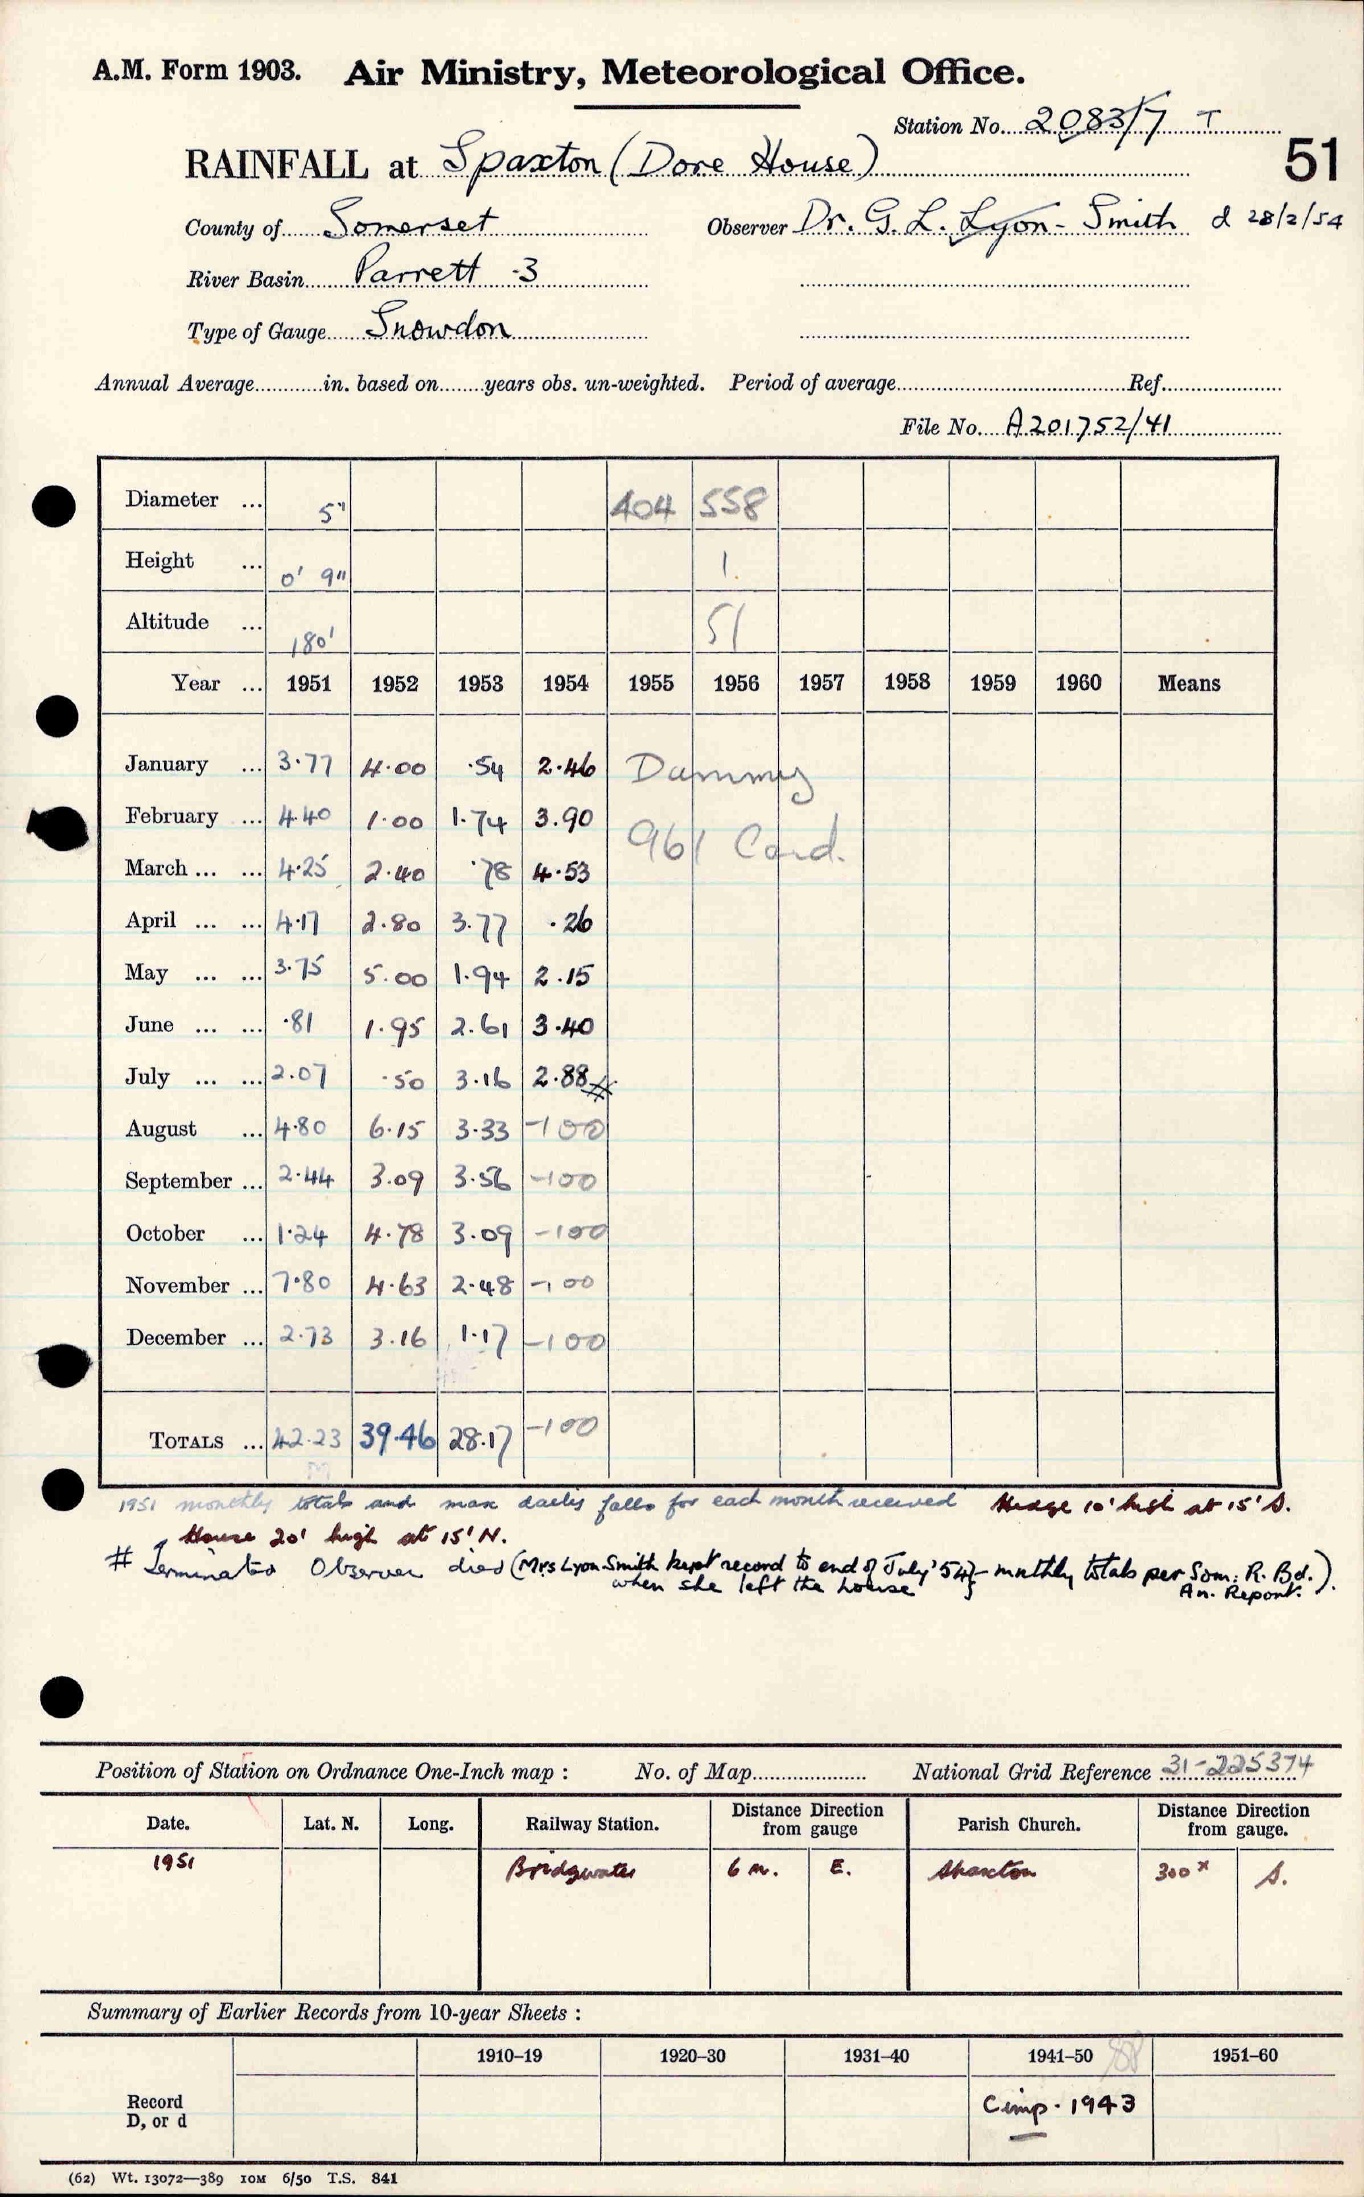 A.M. Form 1903. Air Ministry, Meteorological Office.
Station No. 2083/7 T
51
RAINFALL at Spaxton (Dore House)
County of Somerset Observer Dr. G. L. Lyon-Smith d 28/2/54
River Basin Parrett 3
Type of Gauge Snowdon
Annual Average in. based on years obs. un-weighted. Period of average Ref.
File No. A201752/41
Diameter ... 5" 404 558
Height ... 0' 9" 1
Altitude ... 180' 51
Year ... 1951 1952 1953 1954 1955 1956 1957 1958 1959 1960 Means
January ... 3.77 4.00 .54 2.46 Dummy
February ... 4.40 1.00 1.74 3.90
961 Card.
March ... ... 4.25 2.40 .78 4.53
April ... ... 4.17 2.80 3.77 .26
May ... ... 3.75 5.00 1.94 2.15
June ... ... .81 1.95 2.61 3.40
July ... ... 2.07 .50 3.16 2.88 #
August ... 4.80 6.15 3.33 -100
September ... 2.44 3.09 3.56 -100
October ... 1.24 4.78 3.09 -100
November ... 7.80 4.63 2.48 -100
December ... 2.73 3.16 1.17 -100
TOTALS ... 42.23 39.46 28.17 -100
1951 monthly totals and max daily falls for each month received Hedge 10' high at 15' S.
House 20' high at 15' N.
# Terminated Observer died (Mrs Lyon Smith kept record to end of July '54 - monthly totals per Som: R. Bd.).
when she left the house An. Report.
Position of Station on Ordnance One-Inch map : No. of Map National Grid Reference 31-225374
Date. Lat. N. Long. Railway Station. Distance Direction from gauge Parish Church. Distance Direction from gauge.
1951 Bridgwater 6 m. E. Spaxton 300x S.
Summary of Earlier Records from 10-year Sheets :
1910–19 1920–30 1931–40 1941–50 1951–60
Record
D, or d Cimp. 1943
(62) Wt. 13072—389 10M 6/50 T.S. 841